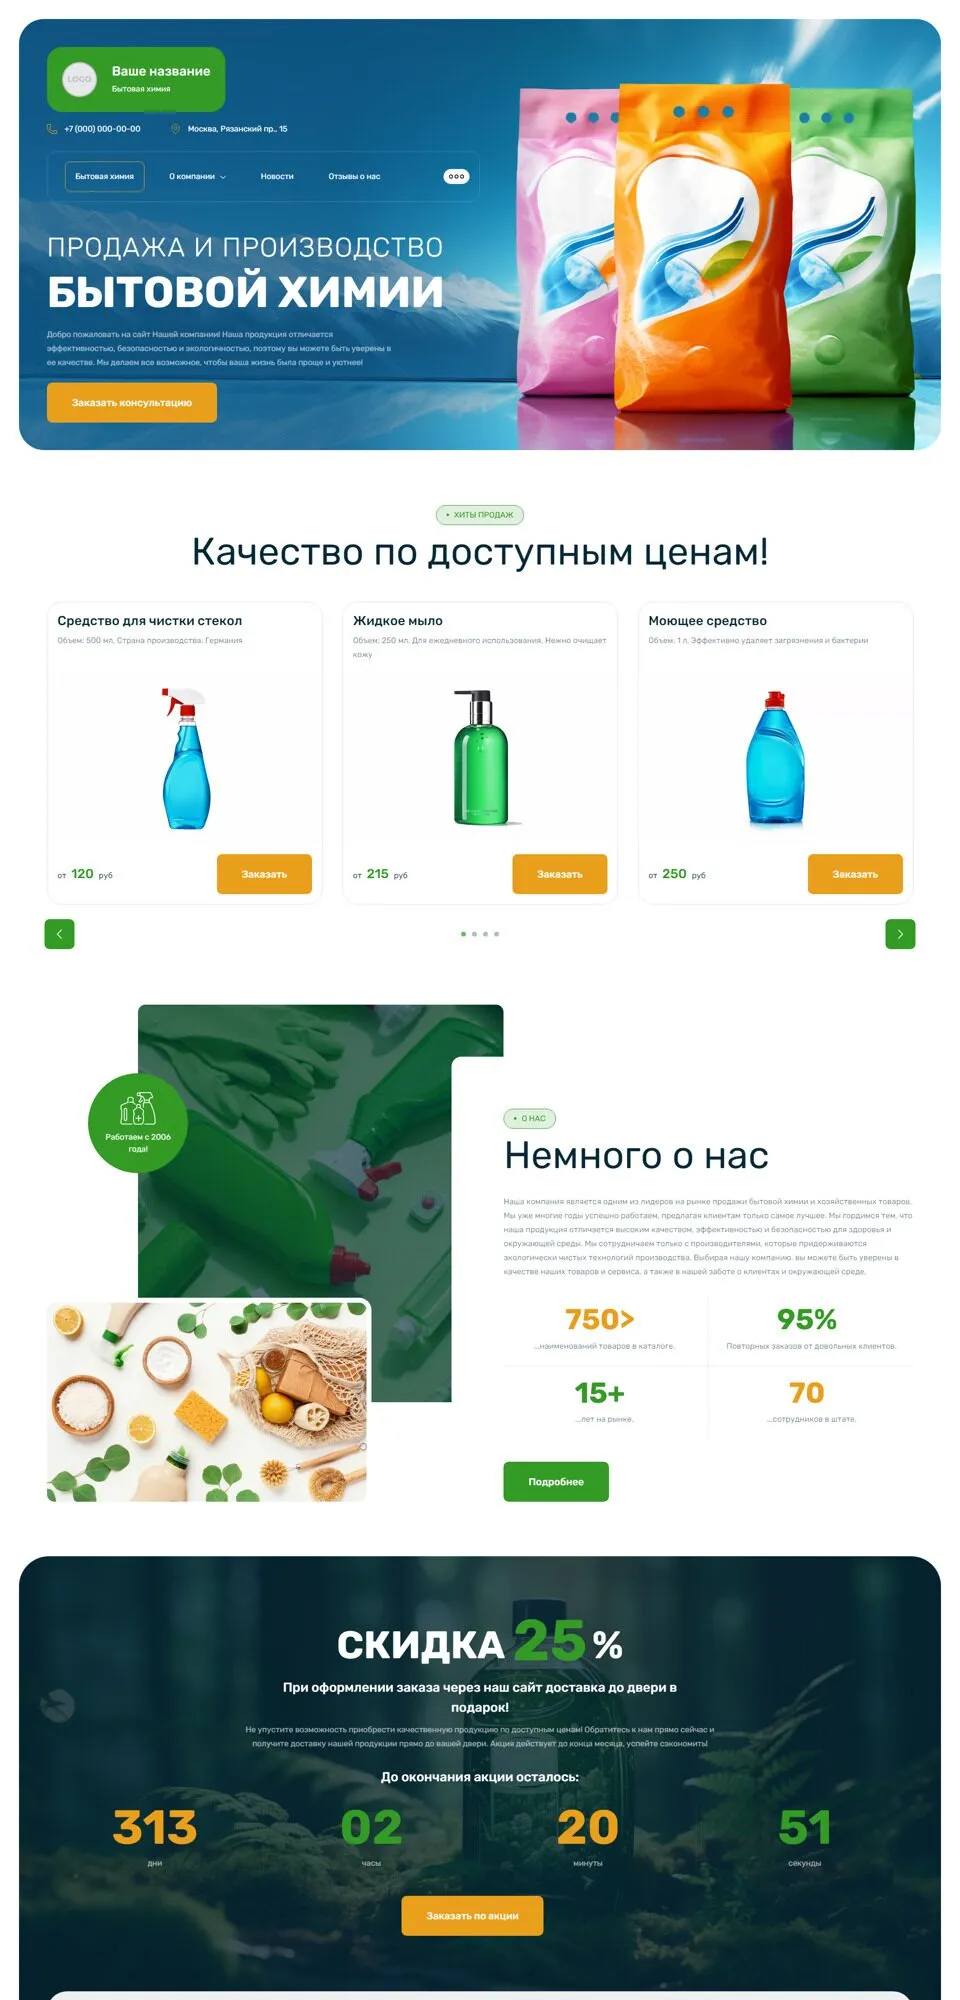 LOGO
Ваше название
Бытовая химия
+7 (000) 000-00-00
Москва, Рязанский пр., 15
Бытовая химия
О компании
Новости
Отзывы о нас
ПРОДАЖА И ПРОИЗВОДСТВО
БЫТОВОЙ ХИМИИ
Добро пожаловать на сайт Нашей компании! Наша продукция отличается
эффективностью, безопасностью и экологичностью, поэтому вы можете быть уверены в
ее качестве. Мы делаем все возможное, чтобы ваша жизнь была проще и уютнее!
Заказать консультацию
• ХИТЫ ПРОДАЖ
Качество по доступным ценам!
Средство для чистки стекол
Объем: 500 мл. Страна производства: Германия
от 120 руб
Заказать
Жидкое мыло
Объем: 250 мл. Для ежедневного использования. Нежно очищает
кожу
от 215 руб
Заказать
Моющее средство
Объем: 1 л. Эффективно удаляет загрязнения и бактерии
от 250 руб
Заказать
Работаем с 2006
года!
• О НАС
Немного о нас
Наша компания является одним из лидеров на рынке продажи бытовой химии и хозяйственных товаров.
Мы уже многие годы успешно работаем, предлагая клиентам только самое лучшее. Мы гордимся тем, что
наша продукция отличается высоким качеством, эффективностью и безопасностью для здоровья и
окружающей среды. Мы сотрудничаем только с производителями, которые придерживаются
экологически чистых технологий производства. Выбирая нашу компанию, вы можете быть уверены в
качестве наших товаров и сервиса, а также в нашей заботе о клиентах и окружающей среде.
750>
...наименований товаров в каталоге.
95%
Повторных заказов от довольных клиентов.
15+
...лет на рынке.
70
...сотрудников в штате.
Подробнее
СКИДКА 25 %
При оформлении заказа через наш сайт доставка до двери в
подарок!
Не упустите возможность приобрести качественную продукцию по доступным ценам! Обратитесь к нам прямо сейчас и
получите доставку нашей продукции прямо до вашей двери. Акция действует до конца месяца, успейте сэкономить!
До окончания акции осталось:
313
дни
02
часы
20
минуты
51
секунды
Заказать по акции